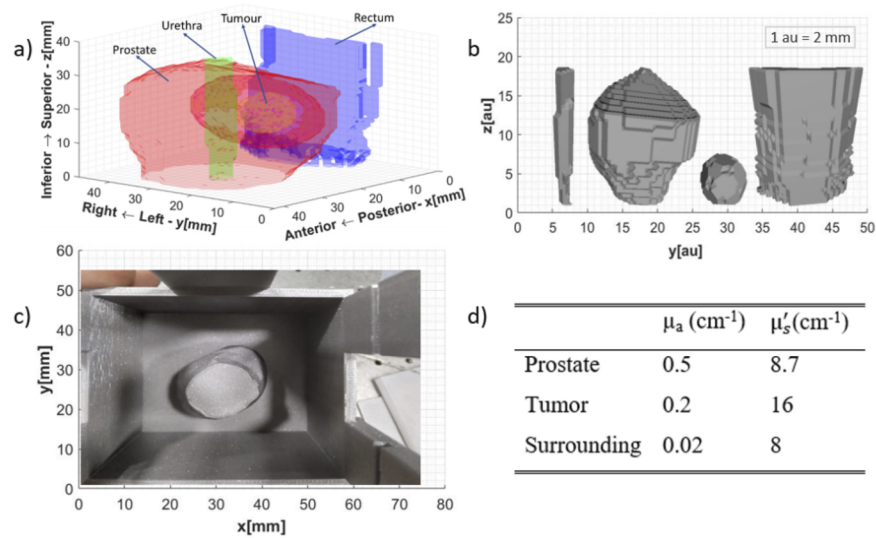 a)
Prostate
Urethra
Tumour
Rectum
Inferior → Superior - z[mm]
40
30
20
10
0
Right ← Left - y[mm]
40
30
20
10
0
Anterior ← Posterior- x[mm]
40
30
20
10
0
b)
1 au = 2 mm
z[au]
25
20
15
10
5
0
0 5 10 15 20 25 30 35 40 45 50
y[au]
c)
y[mm]
60
50
40
30
20
10
0
0 10 20 30 40 50 60 70 80
x[mm]
d)
μa (cm-1) μ′s(cm-1)
Prostate 0.5 8.7
Tumor 0.2 16
Surrounding 0.02 8